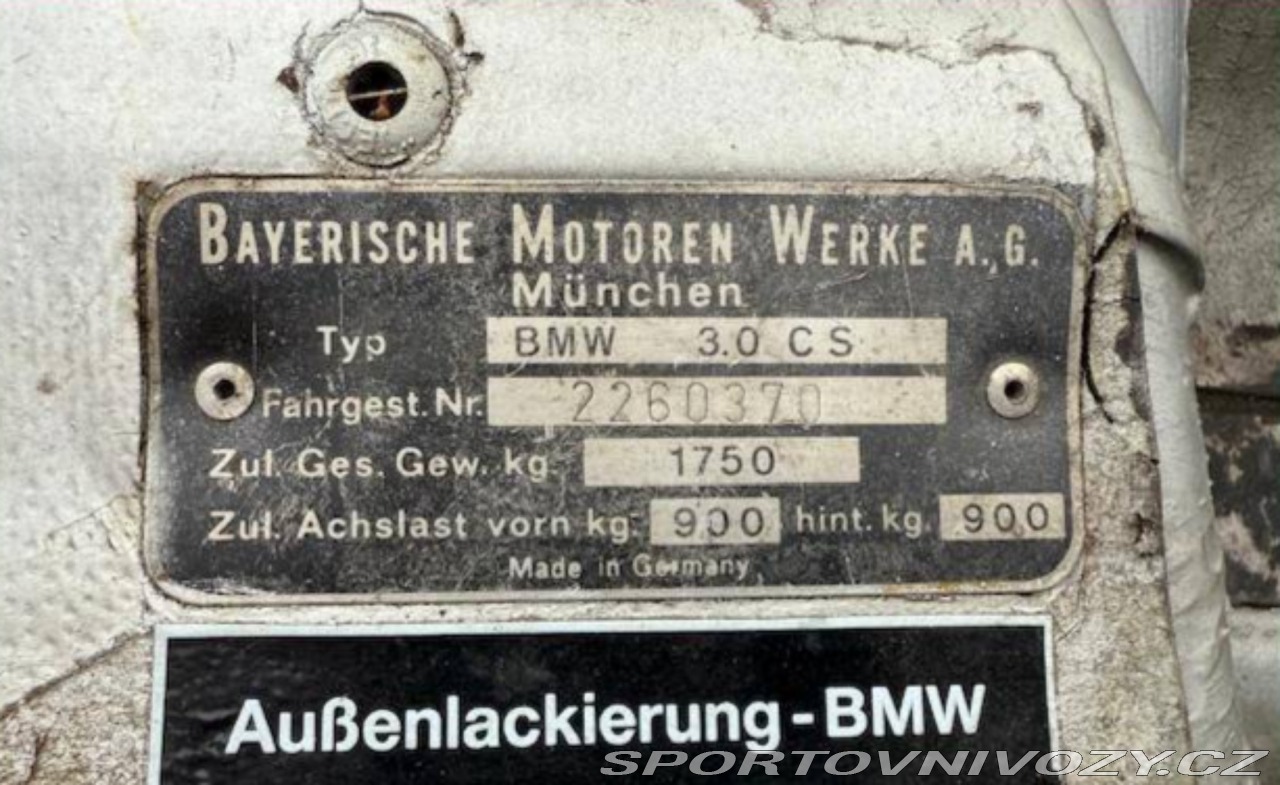 BAYERISCHE MOTOREN WERKE A.G.
München
Typ BMW 3.0 CS
Fahrgest. Nr. 2260370
Zul. Ges. Gew. kg 1750
Zul. Achslast vorn kg. 900 hint. kg. 900
Made in Germany
Außenlackierung-BMW
SPORTOVNIVOZY.CZ